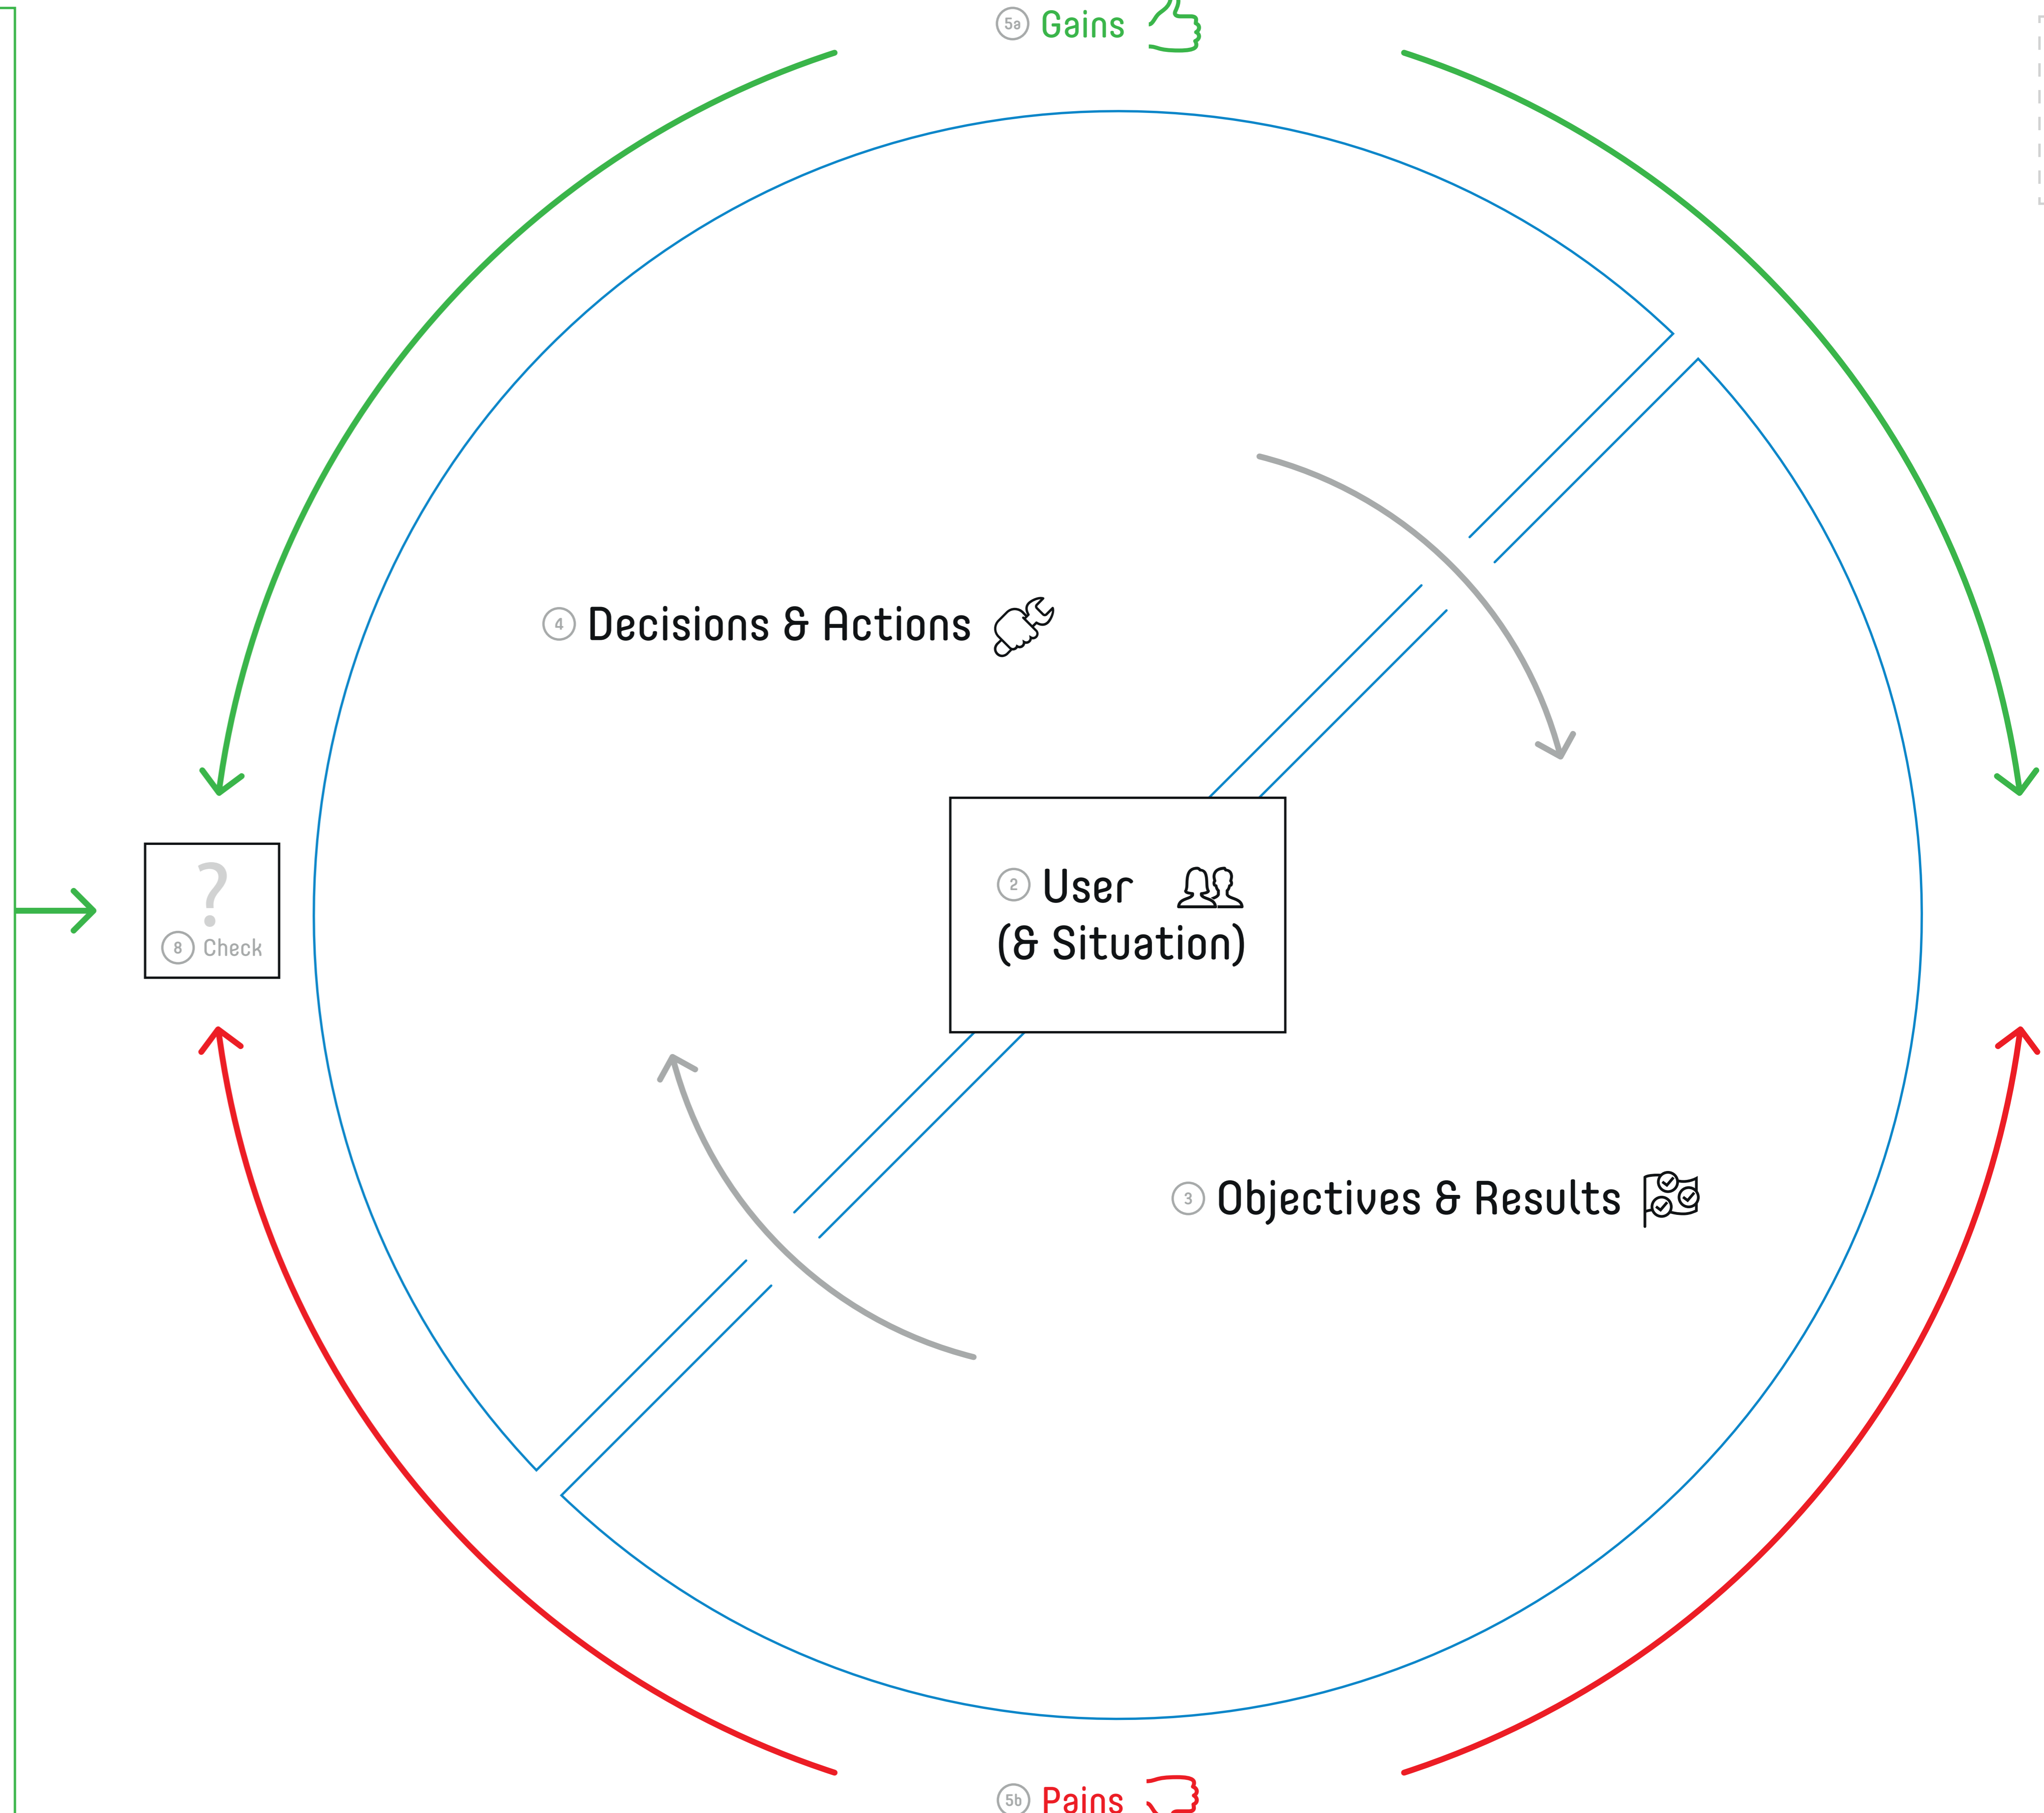 5a Gains
4 Decisions & Actions
2 User
(& Situation)
?
8 Check
3 Objectives & Results
5b Pains